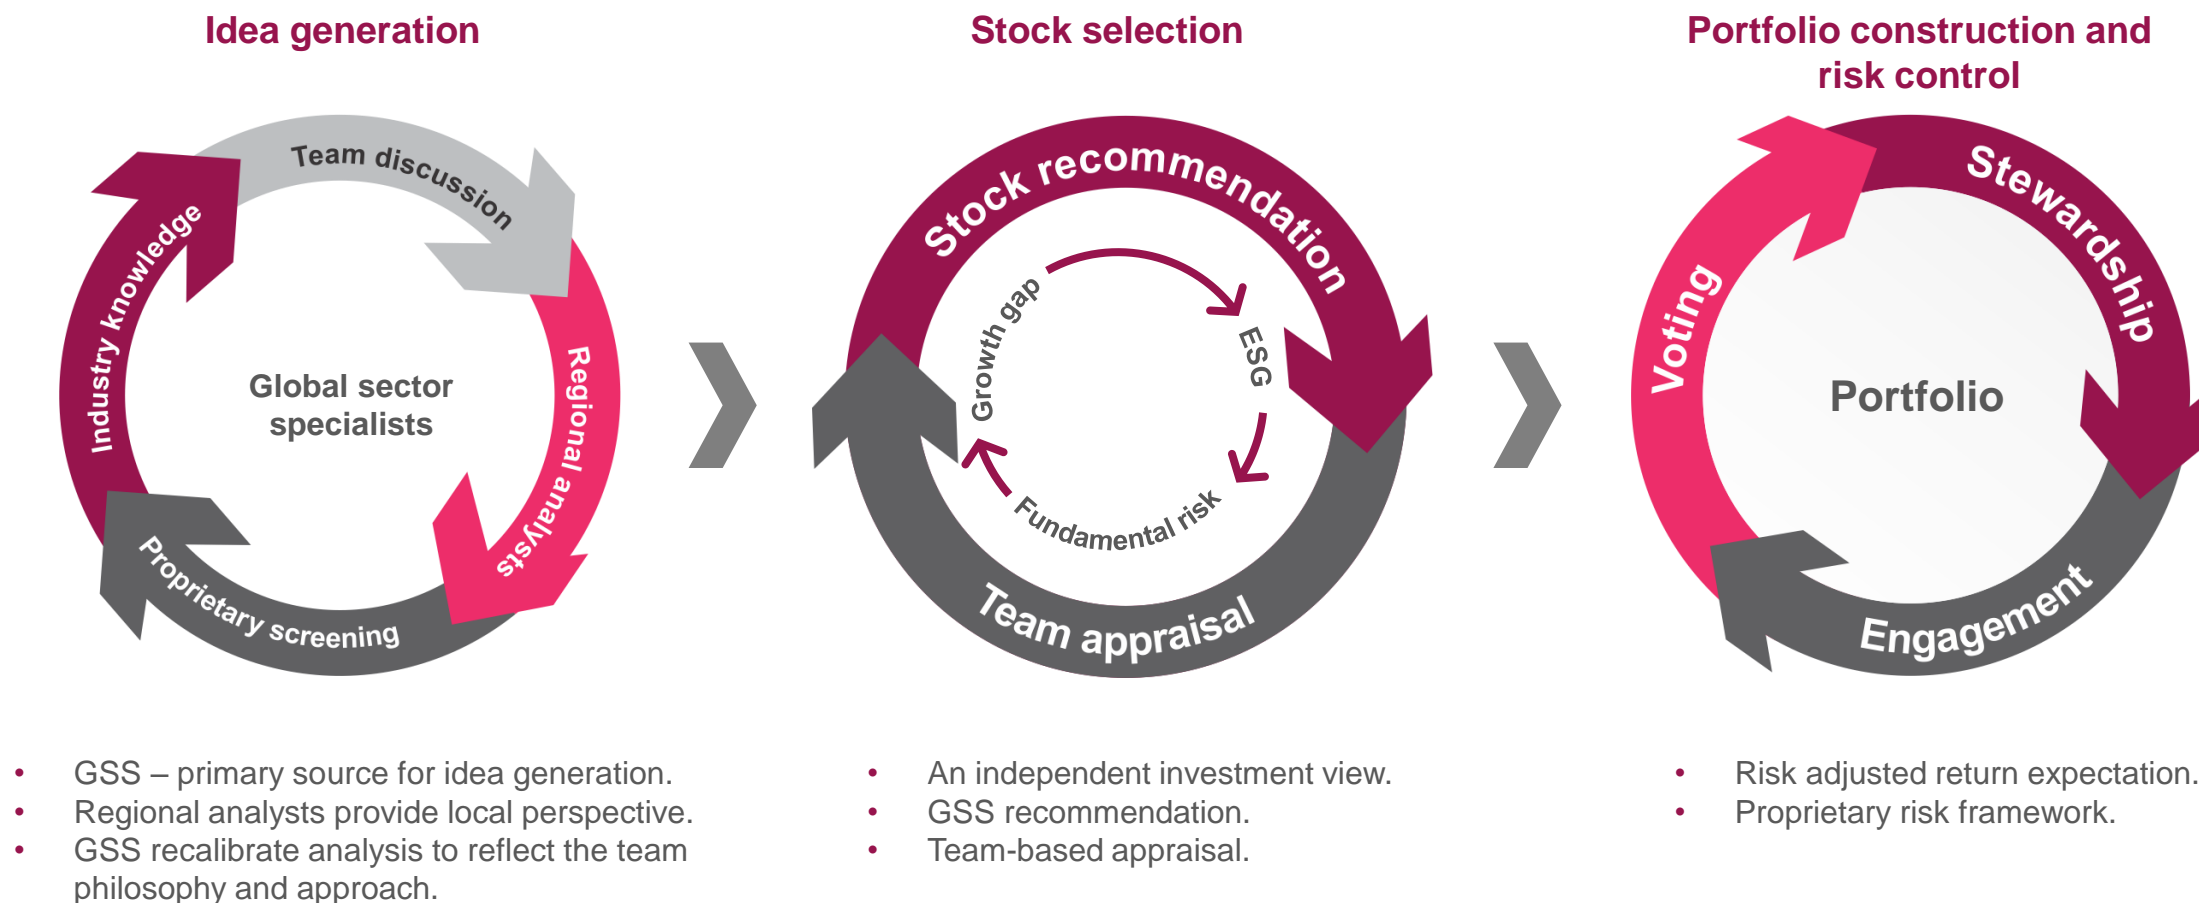 Idea generation
Team discussion
Regional analysts
Proprietary screening
Industry knowledge
Global sector
specialists
• GSS – primary source for idea generation.
• Regional analysts provide local perspective.
• GSS recalibrate analysis to reflect the team
philosophy and approach.
Stock selection
Stock recommendation
Team appraisal
Growth gap
ESG
Fundamental risk
• An independent investment view.
• GSS recommendation.
• Team-based appraisal.
Portfolio construction and
risk control
Stewardship
Engagement
Voting
Portfolio
• Risk adjusted return expectation.
• Proprietary risk framework.